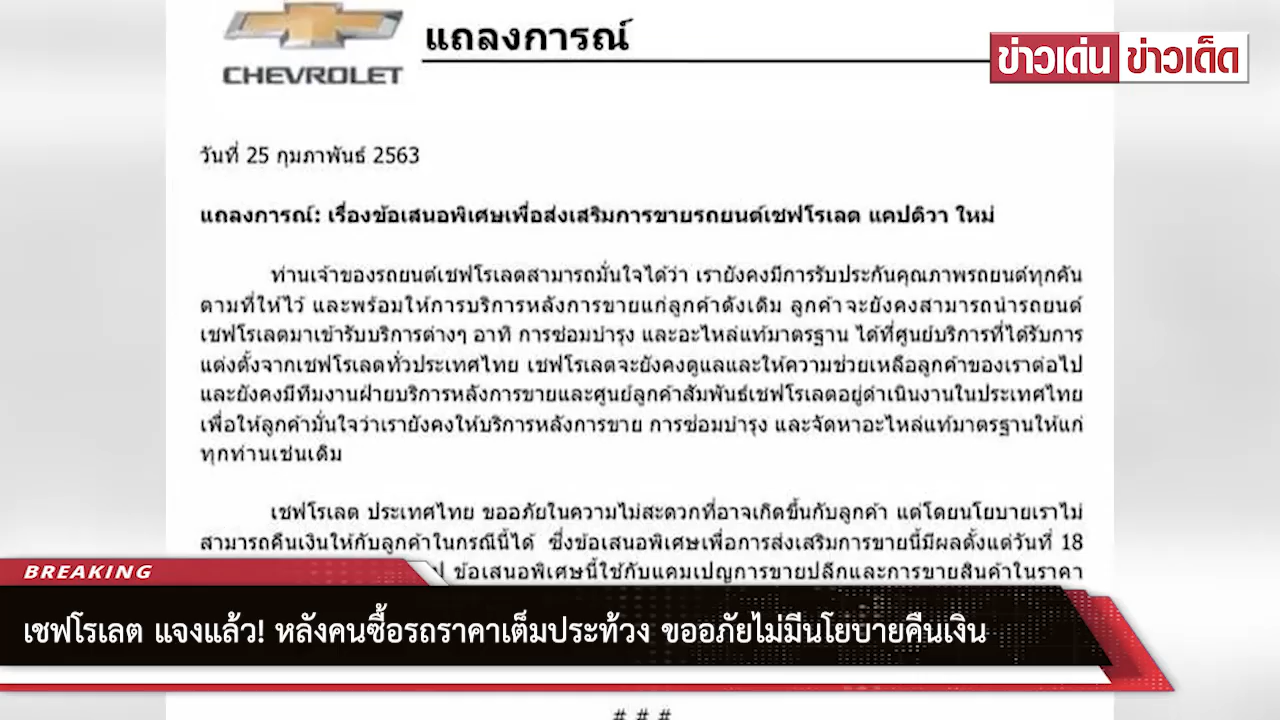 CHEVROLET
แถลงการณ์
ข่าวเด่น ข่าวเด็ด
วันที่ 25 กุมภาพันธ์ 2563
แถลงการณ์: เรื่องข้อเสนอพิเศษเพื่อส่งเสริมการขายรถยนต์เชฟโรเลต แคปติวา ใหม่
ท่านเจ้าของรถยนต์เชฟโรเลตสามารถมั่นใจได้ว่า เรายังคงมีการรับประกันคุณภาพรถยนต์ทุกคัน
ตามที่ให้ไว้ และพร้อมให้การบริการหลังการขายแก่ลูกค้าดังเดิม ลูกค้าจะยังคงสามารถนำรถยนต์
เชฟโรเลตมาเข้ารับบริการต่างๆ อาทิ การซ่อมบำรุง และอะไหล่แท้มาตรฐาน ได้ที่ศูนย์บริการที่ได้รับการ
แต่งตั้งจากเชฟโรเลตทั่วประเทศไทย เชฟโรเลตจะยังคงดูแลและให้ความช่วยเหลือลูกค้าของเราต่อไป
และยังคงมีทีมงานฝ่ายบริการหลังการขายและศูนย์ลูกค้าสัมพันธ์เชฟโรเลตอยู่ดำเนินงานในประเทศไทย
เพื่อให้ลูกค้ามั่นใจว่าเรายังคงให้บริการหลังการขาย การซ่อมบำรุง และจัดหาอะไหล่แท้มาตรฐานให้แก่
ทุกท่านเช่นเดิม
เชฟโรเลต ประเทศไทย ขออภัยในความไม่สะดวกที่อาจเกิดขึ้นกับลูกค้า แต่โดยนโยบายเราไม่
สามารถคืนเงินให้กับลูกค้าในกรณีนี้ได้ ซึ่งข้อเสนอพิเศษเพื่อการส่งเสริมการขายนี้มีผลตั้งแต่วันที่ 18
ข้อเสนอพิเศษนี้ใช้กับแคมเปญการขายปลีกและการขายสินค้าในราคา
BREAKING
เชฟโรเลต แจงแล้ว! หลังคนซื้อรถราคาเต็มประท้วง ขออภัยไม่มีนโยบายคืนเงิน
# # #